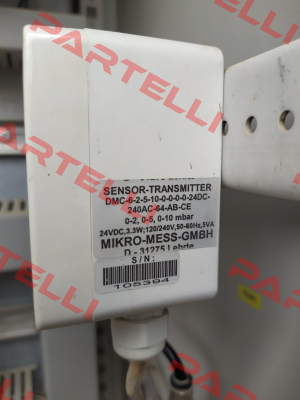 PARTELLI
SENSOR-TRANSMITTER
DMC-6-2-5-10-0-0-0-0-24DC-
240AC-64-AB-CE
0-2, 0-5, 0-10 mbar
24VDC,3.3W;120/240V,50-60Hz,5VA
MIKRO-MESS-GMBH
D - 31275 Lehrte
S/N:
105394
PARTELLI
PARTELLI